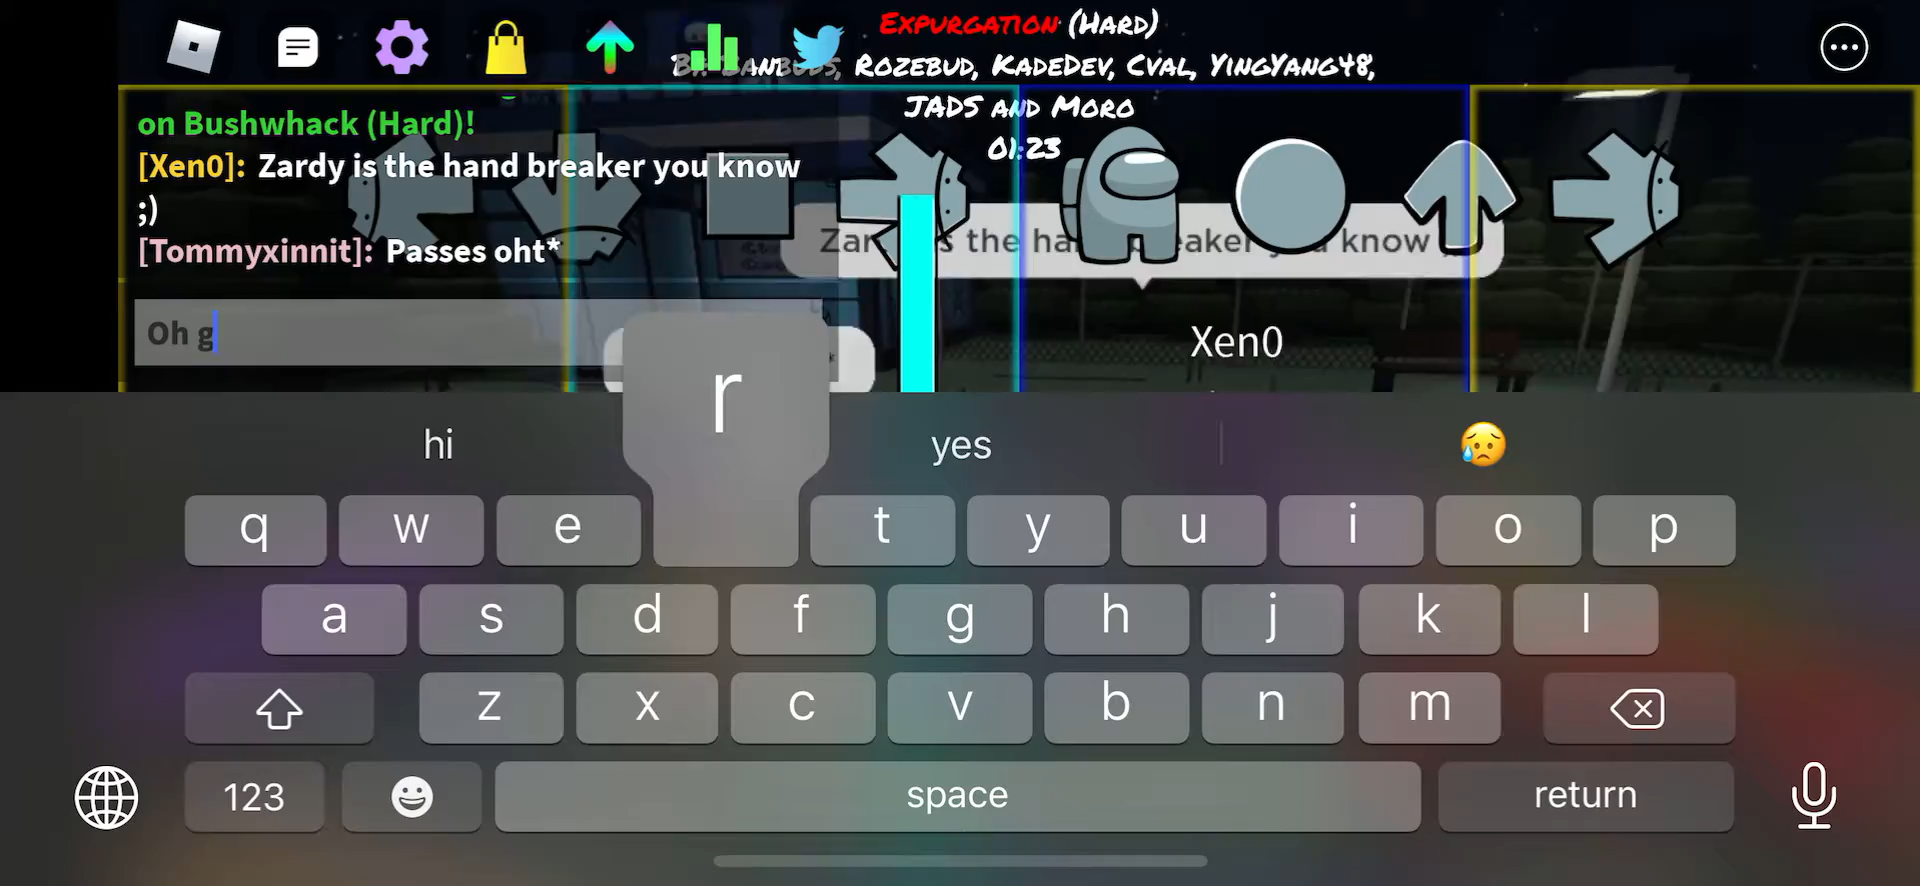 Expurgation (Hard)
Rozebud, KadeDev, Cval, YingYang48,
JADS and Moro
01:23
on Bushwhack (Hard)!
[Xen0]: Zardy is the hand breaker you know
;)
[Tommyxinnit]: Passes oht*
Oh g
Xen0
r
hi
yes
q w e t y u i o p
a s d f g h j k l
z x c v b n m
123
space
return